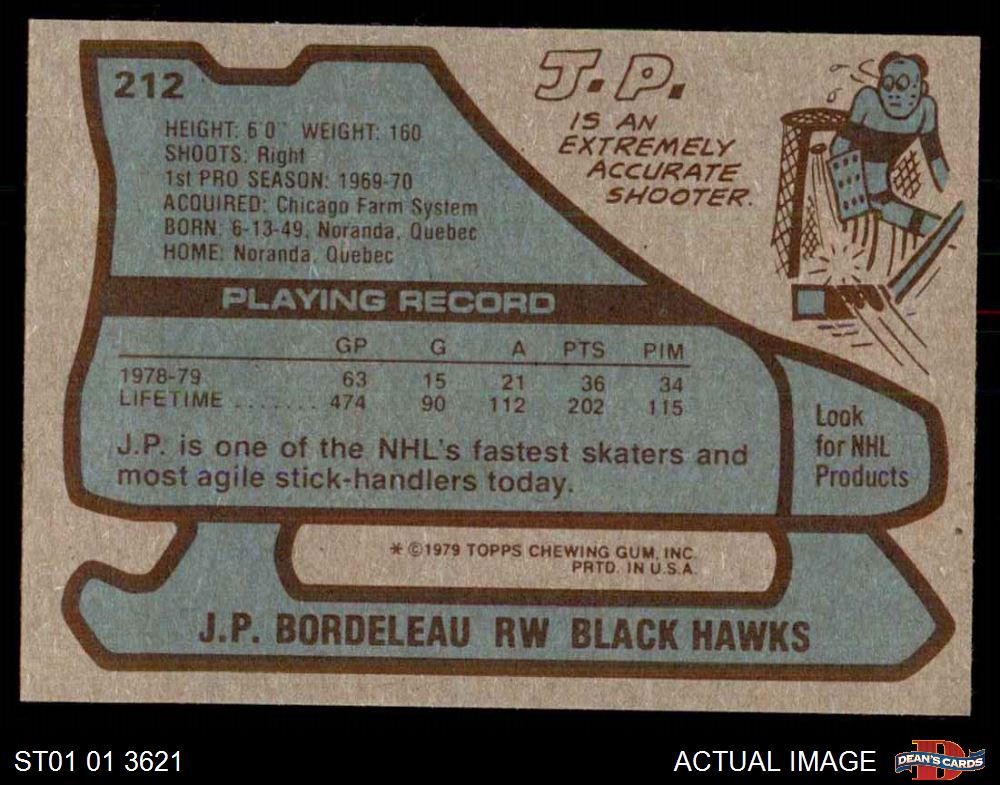 212
HEIGHT: 6'0" WEIGHT: 160
SHOOTS: Right
1st PRO SEASON: 1969-70
ACQUIRED: Chicago Farm System
BORN: 6-13-49, Noranda, Quebec
HOME: Noranda, Quebec
J.P.
IS AN
EXTREMELY
ACCURATE
SHOOTER.
PLAYING RECORD
GP G A PTS PIM
1978-79 63 15 21 36 34
LIFETIME ........ 474 90 112 202 115
J.P. is one of the NHL's fastest skaters and
most agile stick-handlers today.
Look
for NHL
Products
* ©1979 TOPPS CHEWING GUM, INC.
PRTD. IN U.S.A.
J.P. BORDELEAU RW BLACK HAWKS
ST01 01 3621
ACTUAL IMAGE
D
DEAN'S CARDS